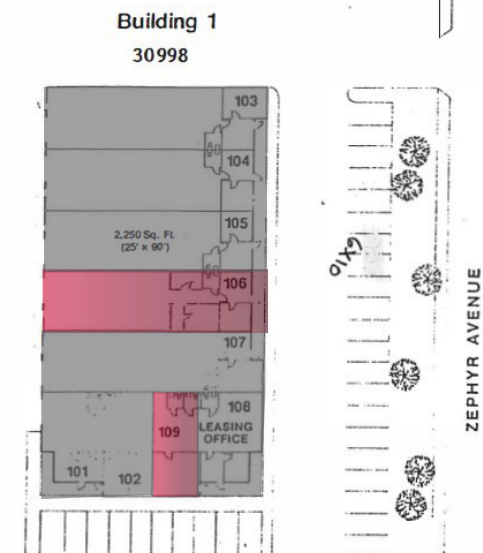 Building 1
30998
103
104
105
2,250 Sq. Ft.
(25' x 90')
106
107
108
LEASING
OFFICE
109
101
102
ZEPHYR AVENUE